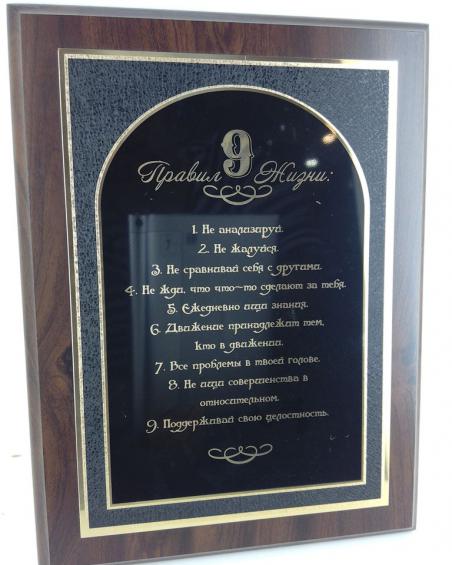 9
Правил Жизни:
1. Не анализируй.
2. Не жалуйся.
3. Не сравнивай себя с другими.
4. Не жди, что что-то сделают за тебя.
5. Ежедневно ищи знания.
6. Движение принадлежит тем,
кто в движении.
7. Все проблемы в твоей голове.
8. Не ищи совершенства в
относительном.
9. Поддерживай свою целостность.